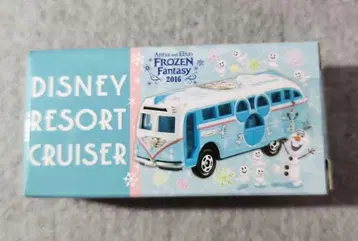 DISNEY
RESORT
CRUISER
Anna and Elsa's
FROZEN
Fantasy
2016